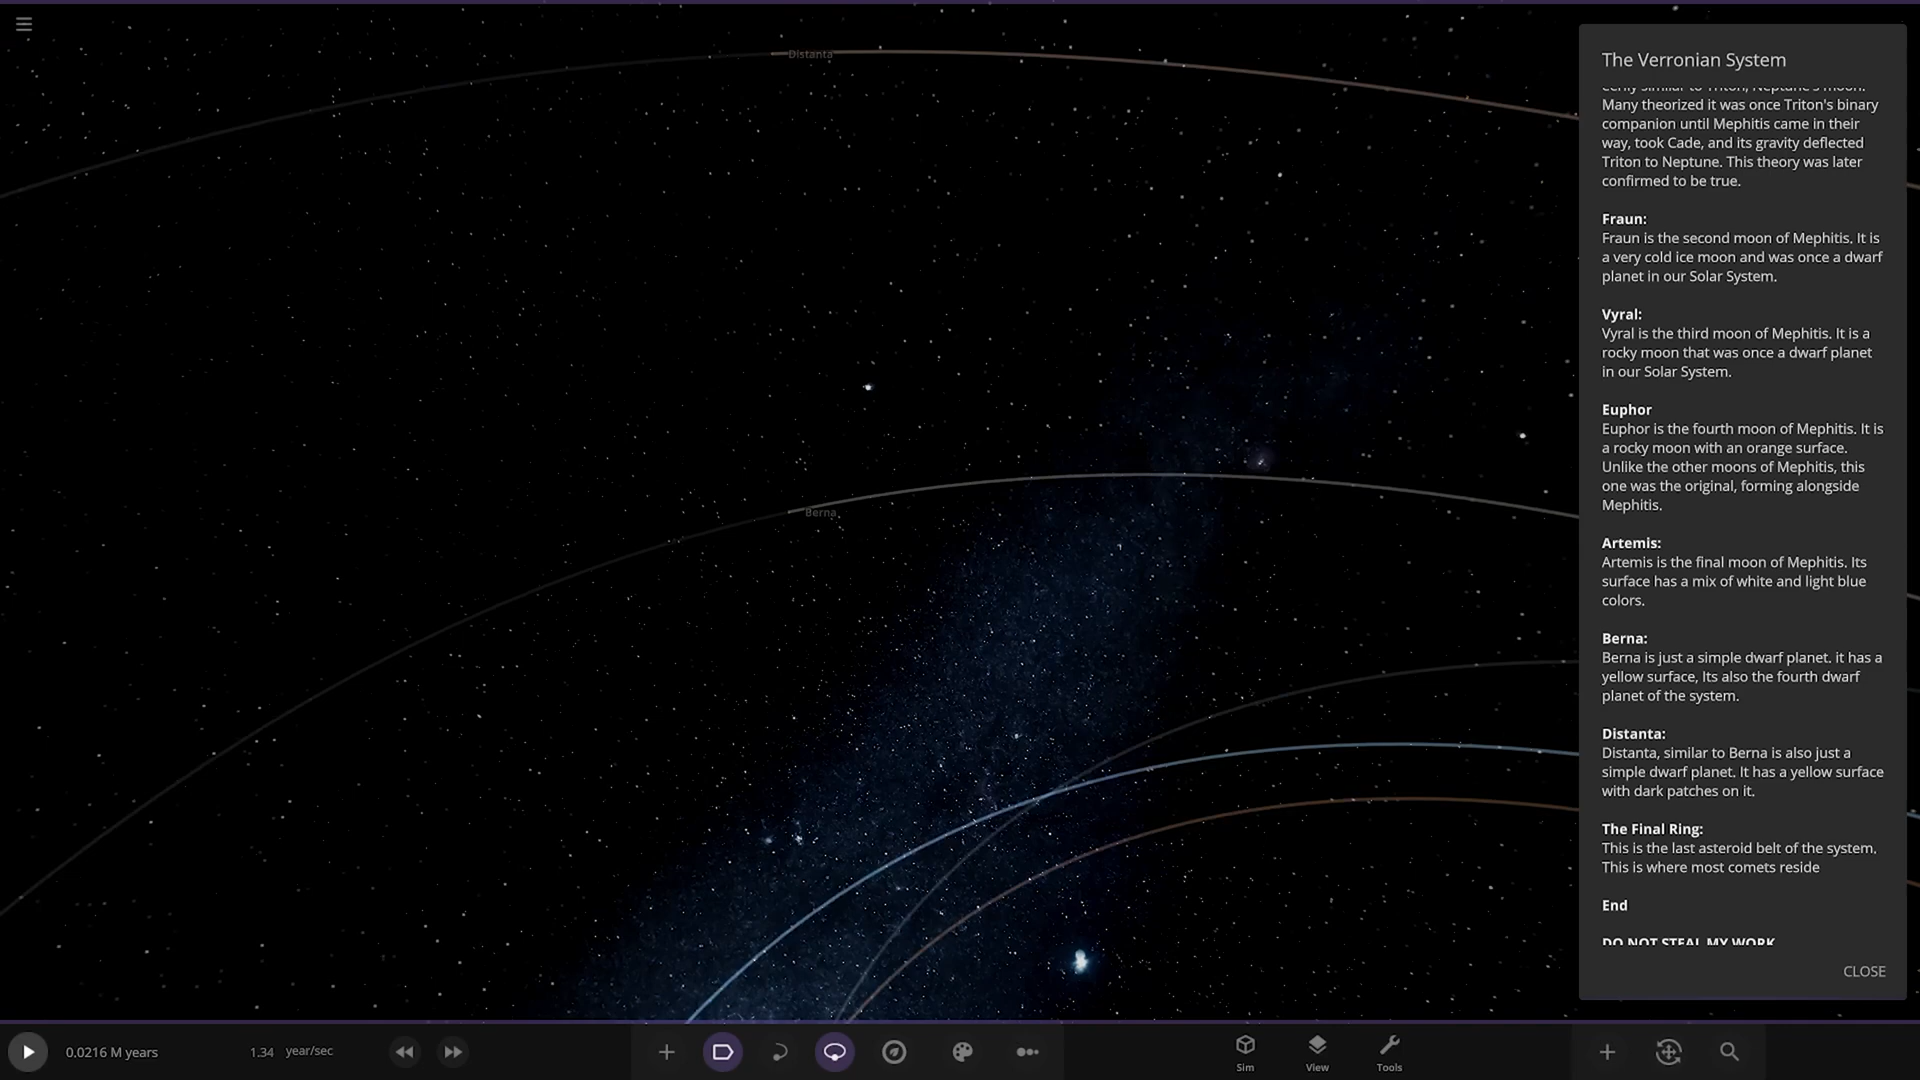 Distanta
Berna
The Verronian System
eerily similar to Triton, Neptune's moon.
Many theorized it was once Triton's binary
companion until Mephitis came in their
way, took Cade, and its gravity deflected
Triton to Neptune. This theory was later
confirmed to be true.
Fraun:
Fraun is the second moon of Mephitis. It is
a very cold ice moon and was once a dwarf
planet in our Solar System.
Vyral:
Vyral is the third moon of Mephitis. It is a
rocky moon that was once a dwarf planet
in our Solar System.
Euphor
Euphor is the fourth moon of Mephitis. It is
a rocky moon with an orange surface.
Unlike the other moons of Mephitis, this
one was the original, forming alongside
Mephitis.
Artemis:
Artemis is the final moon of Mephitis. Its
surface has a mix of white and light blue
colors.
Berna:
Berna is just a simple dwarf planet. it has a
yellow surface, Its also the fourth dwarf
planet of the system.
Distanta:
Distanta, similar to Berna is also just a
simple dwarf planet. It has a yellow surface
with dark patches on it.
The Final Ring:
This is the last asteroid belt of the system.
This is where most comets reside
End
DO NOT STEAL MY WORK
CLOSE
0.0216 M years
1.34 year/sec
Sim
View
Tools